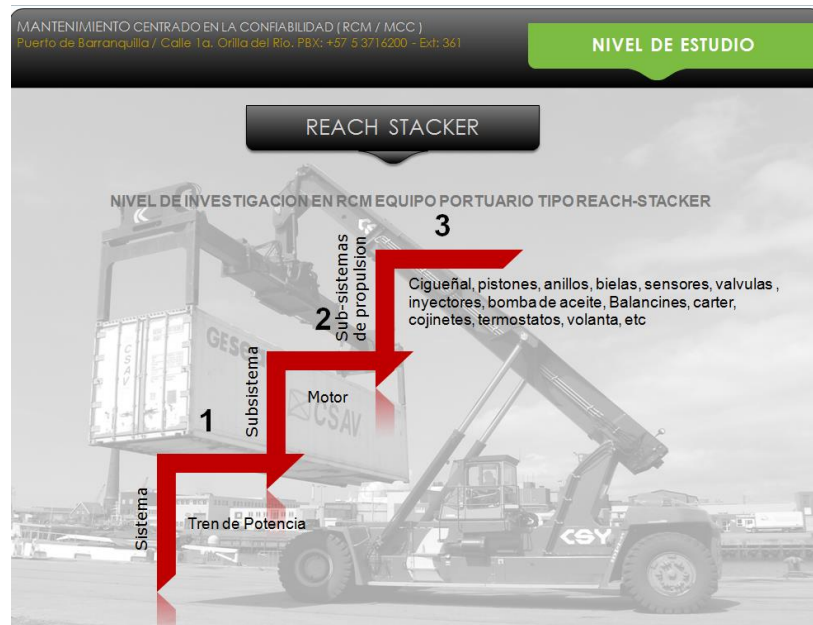 MANTENIMIENTO CENTRADO EN LA CONFIABILIDAD ( RCM / MCC )
Puerto de Barranquilla / Calle 1a. Orilla del Rio. PBX: +57 5 3716200 - Ext: 361
NIVEL DE ESTUDIO
REACH STACKER
NIVEL DE INVESTIGACION EN RCM EQUIPO PORTUARIO TIPO REACH-STACKER
3
Sub-sistemas
de propulsion
Cigueñal, pistones, anillos, bielas, sensores, valvulas ,
inyectores, bomba de aceite, Balancines, carter,
cojinetes, termostatos, volanta, etc
2
Subsistema
Motor
1
Sistema
Tren de Potencia
CSAV
CSAV
CSY